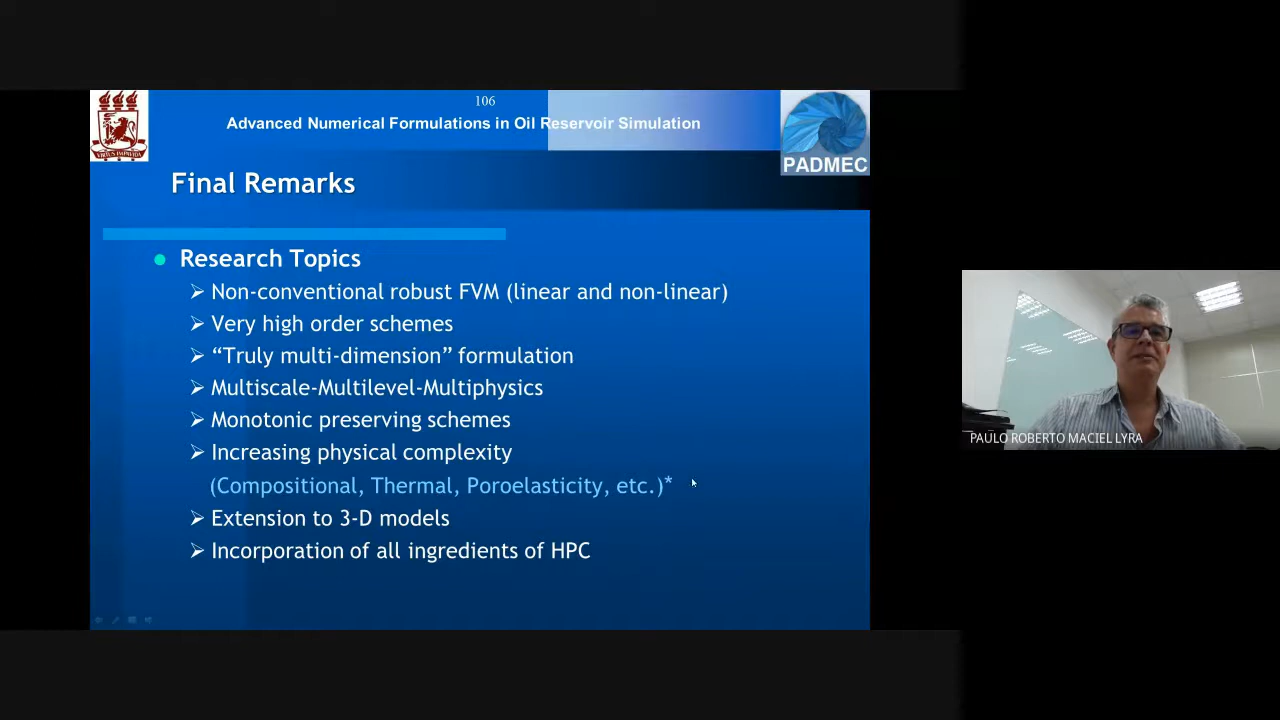 106
Advanced Numerical Formulations in Oil Reservoir Simulation
VIRTUS IMPAVIDA
PADMEC
Final Remarks
Research Topics
Non-conventional robust FVM (linear and non-linear)
Very high order schemes
“Truly multi-dimension” formulation
Multiscale-Multilevel-Multiphysics
Monotonic preserving schemes
Increasing physical complexity
(Compositional, Thermal, Poroelasticity, etc.)*
Extension to 3-D models
Incorporation of all ingredients of HPC
PAULO ROBERTO MACIEL LYRA